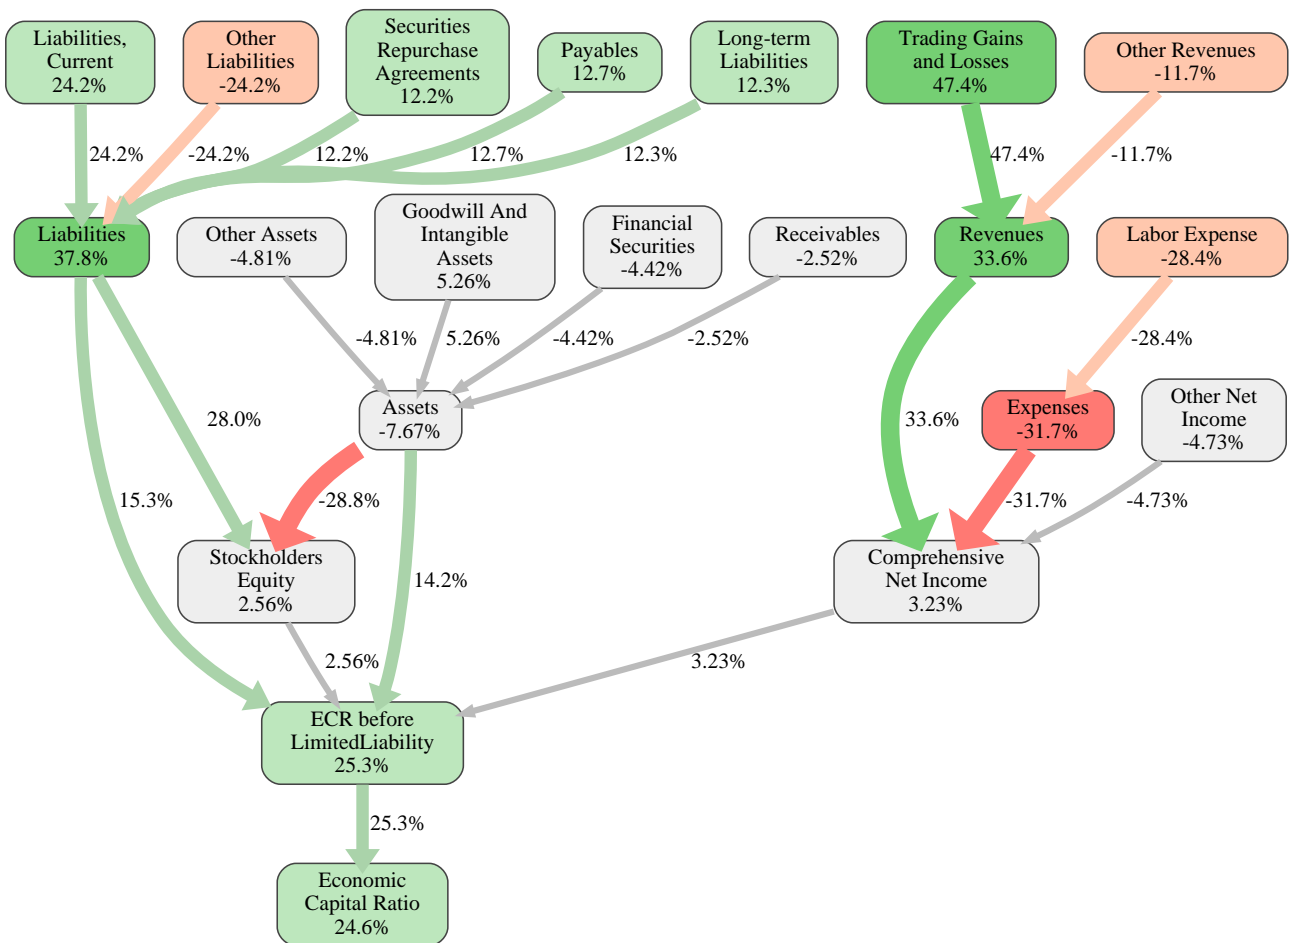 Liabilities,
Current
24.2%
Other
Liabilities
-24.2%
Securities
Repurchase
Agreements
12.2%
Payables
12.7%
Long-term
Liabilities
12.3%
Trading Gains
and Losses
47.4%
Other Revenues
-11.7%
24.2%
-24.2%
12.2%
12.7%
12.3%
47.4%
-11.7%
Liabilities
37.8%
Other Assets
-4.81%
Goodwill And
Intangible
Assets
5.26%
Financial
Securities
-4.42%
Receivables
-2.52%
Revenues
33.6%
Labor Expense
-28.4%
-4.81%
5.26%
-4.42%
-2.52%
-28.4%
28.0%
Assets
-7.67%
33.6%
Expenses
-31.7%
Other Net
Income
-4.73%
15.3%
-28.8%
-31.7%
-4.73%
Stockholders
Equity
2.56%
14.2%
Comprehensive
Net Income
3.23%
2.56%
3.23%
ECR before
LimitedLiability
25.3%
25.3%
Economic
Capital Ratio
24.6%